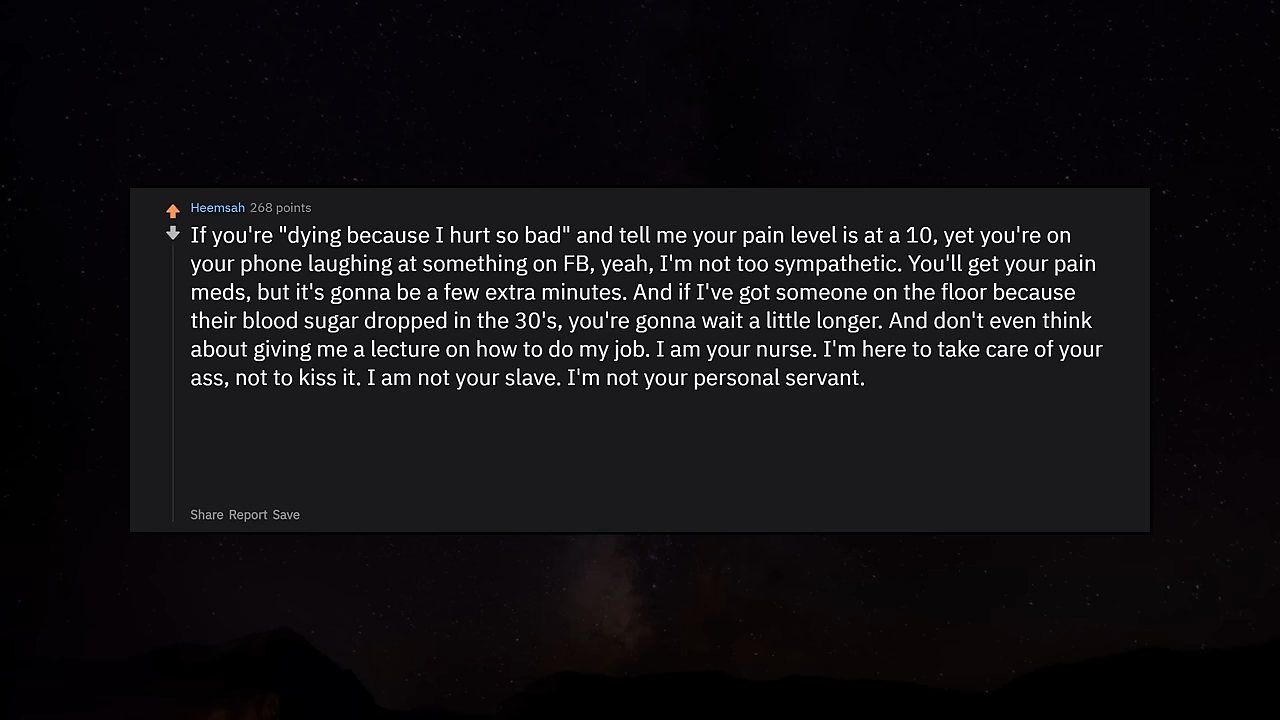 Heemsah 268 points
If you're "dying because I hurt so bad" and tell me your pain level is at a 10, yet you're on
your phone laughing at something on FB, yeah, I'm not too sympathetic. You'll get your pain
meds, but it's gonna be a few extra minutes. And if I've got someone on the floor because
their blood sugar dropped in the 30's, you're gonna wait a little longer. And don't even think
about giving me a lecture on how to do my job. I am your nurse. I'm here to take care of your
ass, not to kiss it. I am not your slave. I'm not your personal servant.
Share Report Save